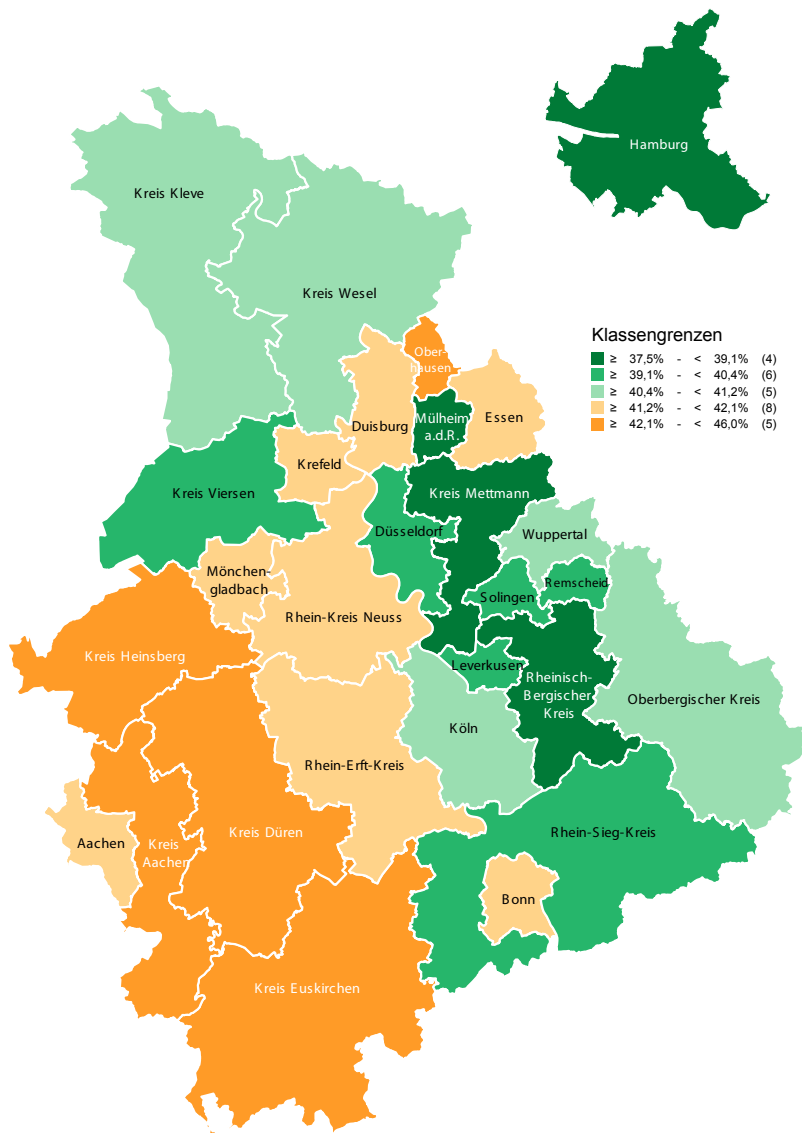 Hamburg
Kreis Kleve
Kreis Wesel
Klassengrenzen
≥ 37,5% - < 39,1% (4)
≥ 39,1% - < 40,4% (6)
≥ 40,4% - < 41,2% (5)
≥ 41,2% - < 42,1% (8)
≥ 42,1% - < 46,0% (5)
Ober-
hausen
Duisburg
Mülheim
a.d.R.
Essen
Krefeld
Kreis Viersen
Kreis Mettmann
Düsseldorf
Wuppertal
Mönchen-
gladbach
Solingen
Remscheid
Rhein-Kreis Neuss
Kreis Heinsberg
Leverkusen
Rheinisch-
Bergischer
Kreis
Oberbergischer Kreis
Köln
Rhein-Erft-Kreis
Aachen
Kreis
Aachen
Kreis Düren
Rhein-Sieg-Kreis
Bonn
Kreis Euskirchen